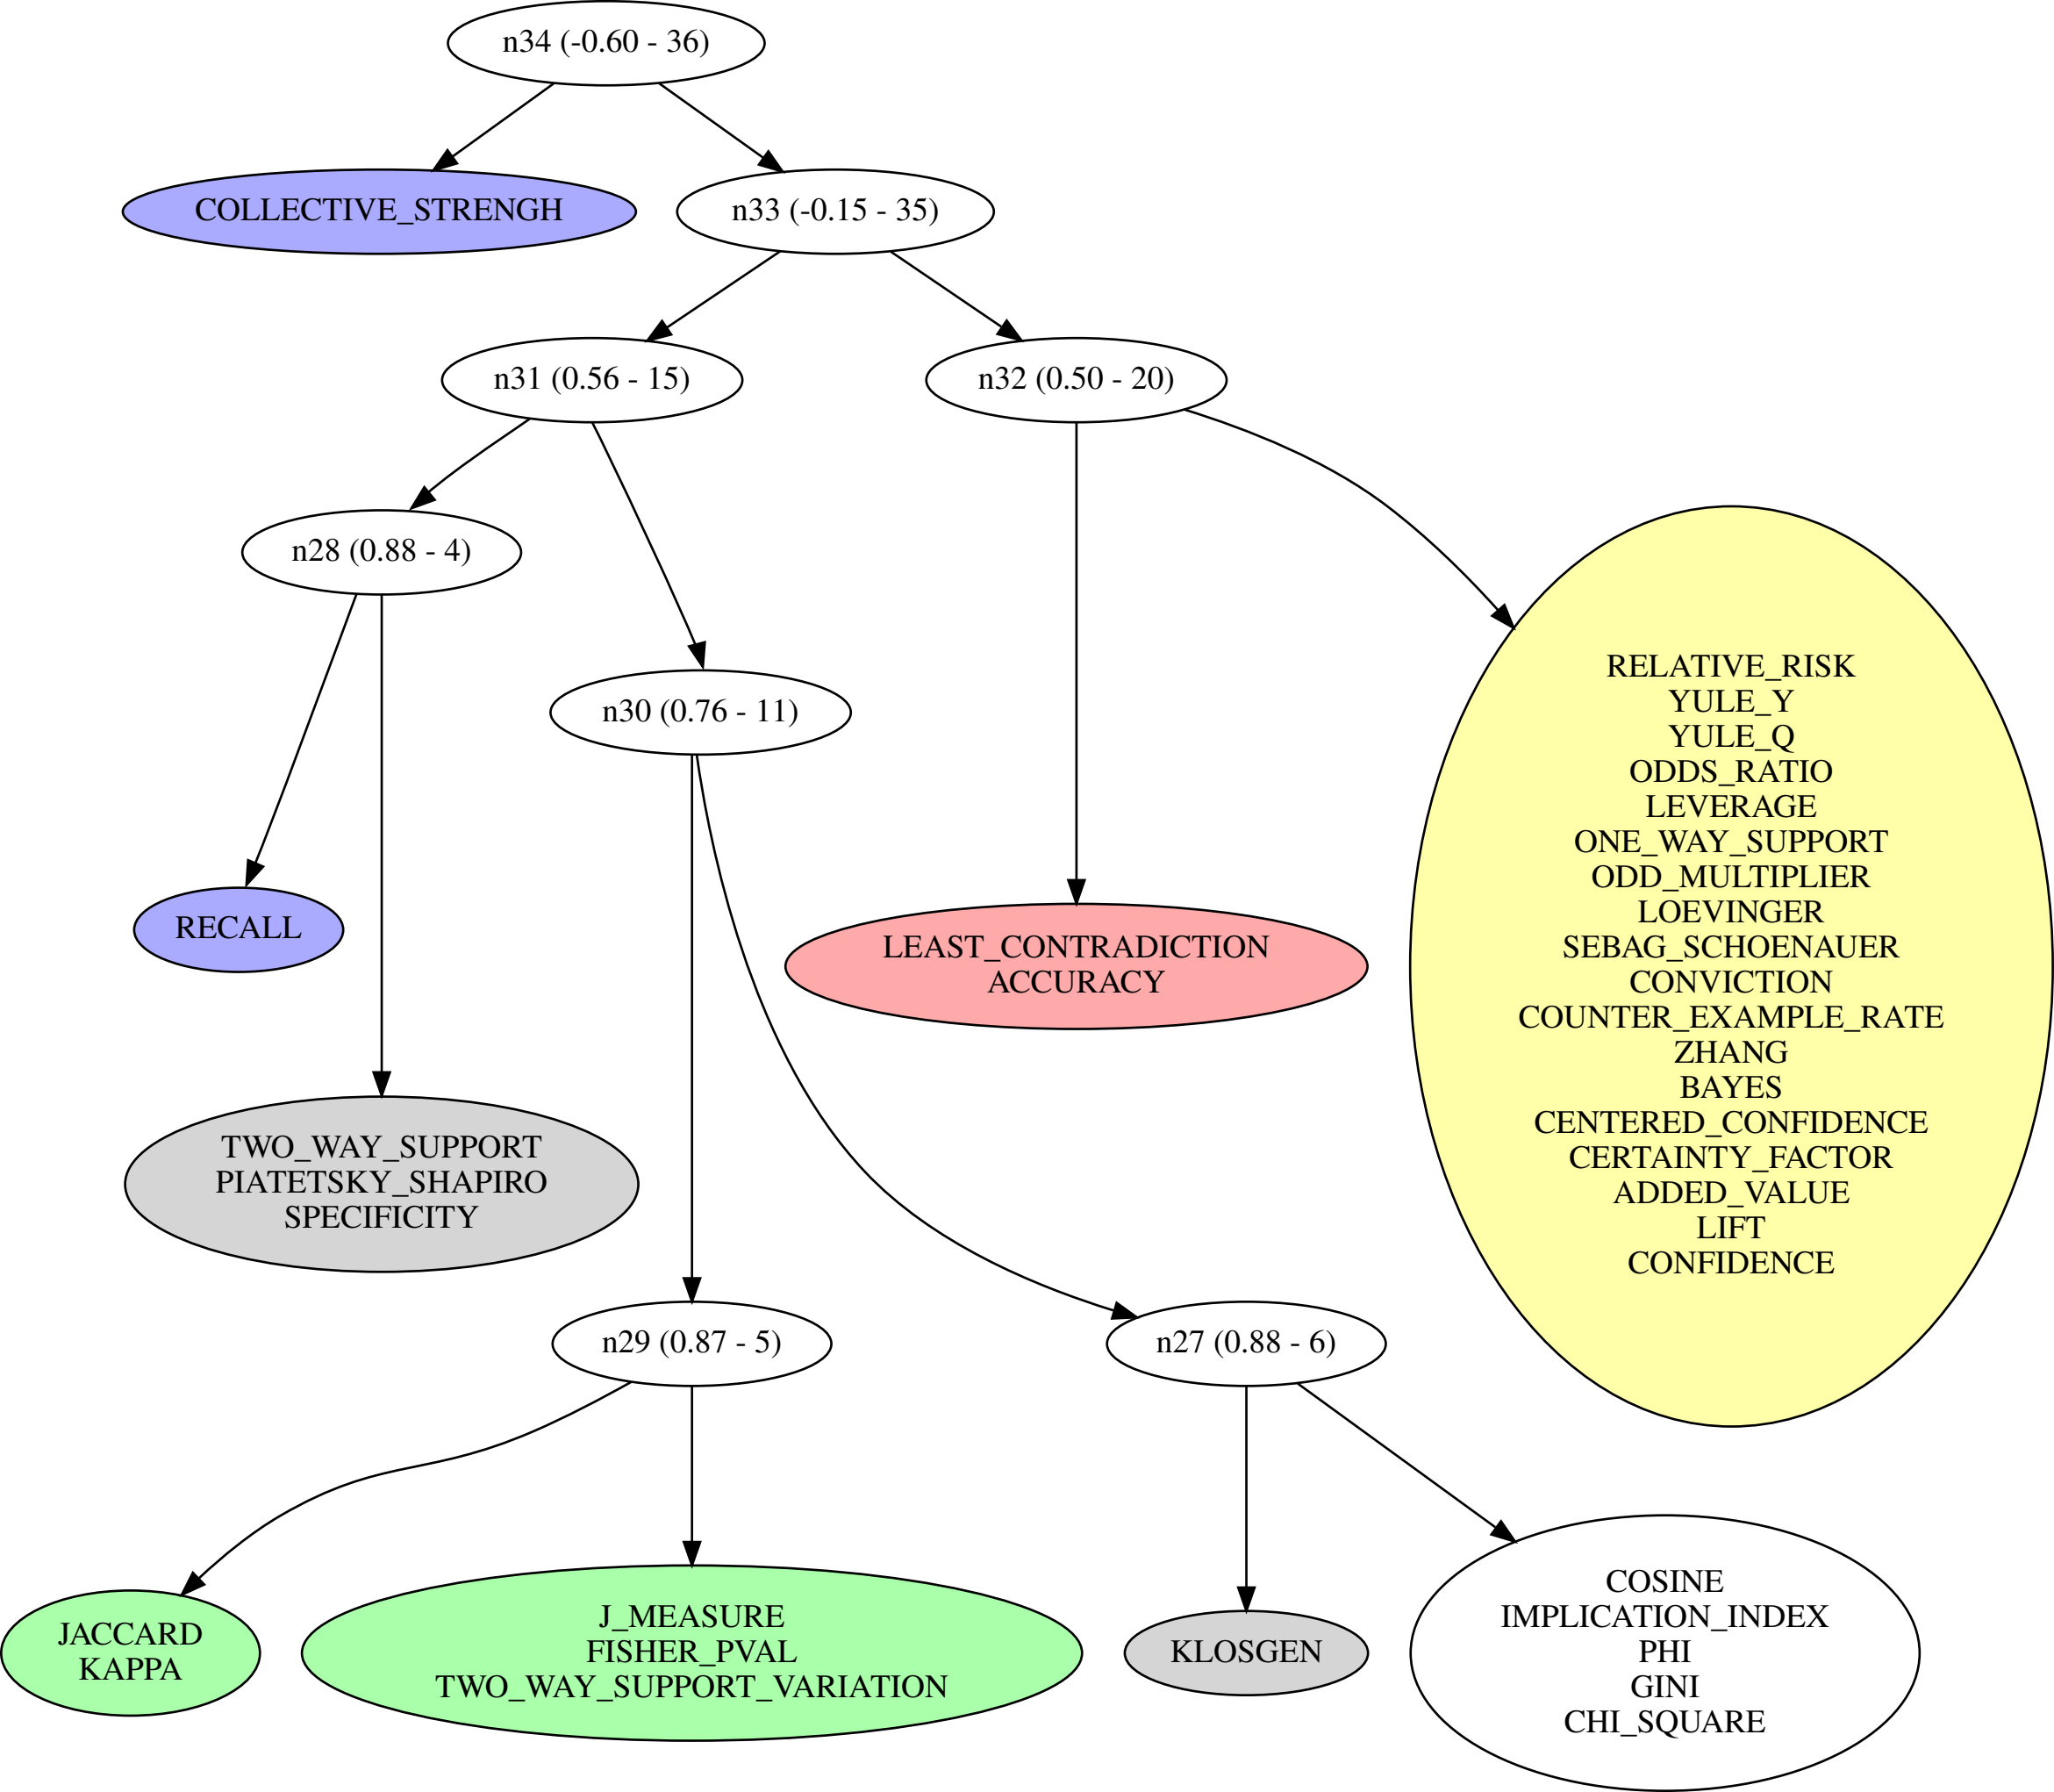 n34 (-0.60 - 36)
COLLECTIVE_STRENGH
n33 (-0.15 - 35)
n31 (0.56 - 15)
n32 (0.50 - 20)
n28 (0.88 - 4)
n30 (0.76 - 11)
RECALL
LEAST_CONTRADICTION
ACCURACY
RELATIVE_RISK
YULE_Y
YULE_Q
ODDS_RATIO
LEVERAGE
ONE_WAY_SUPPORT
ODD_MULTIPLIER
LOEVINGER
SEBAG_SCHOENAUER
CONVICTION
COUNTER_EXAMPLE_RATE
ZHANG
BAYES
CENTERED_CONFIDENCE
CERTAINTY_FACTOR
ADDED_VALUE
LIFT
CONFIDENCE
TWO_WAY_SUPPORT
PIATETSKY_SHAPIRO
SPECIFICITY
n29 (0.87 - 5)
n27 (0.88 - 6)
JACCARD
KAPPA
J_MEASURE
FISHER_PVAL
TWO_WAY_SUPPORT_VARIATION
KLOSGEN
COSINE
IMPLICATION_INDEX
PHI
GINI
CHI_SQUARE